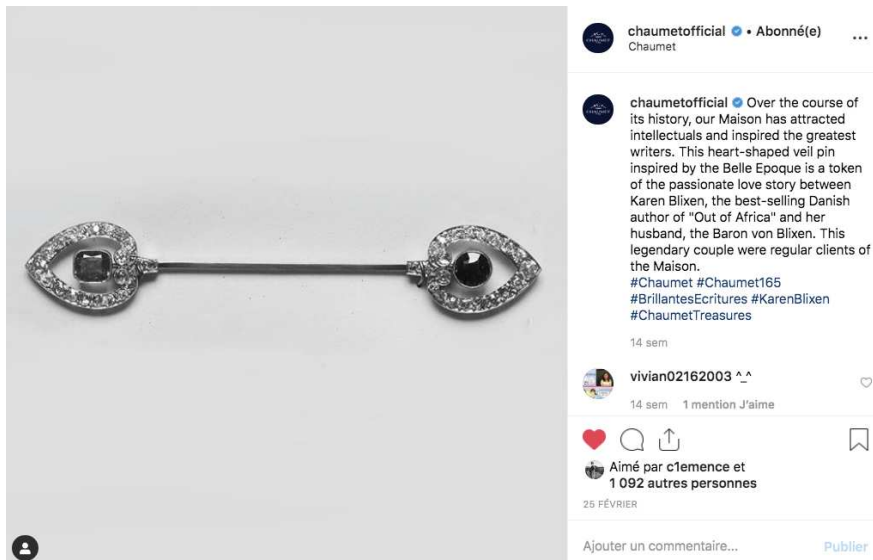 chaumetofficial • Abonné(e)
Chaumet
chaumetofficial Over the course of
its history, our Maison has attracted
intellectuals and inspired the greatest
writers. This heart-shaped veil pin
inspired by the Belle Epoque is a token
of the passionate love story between
Karen Blixen, the best-selling Danish
author of "Out of Africa" and her
husband, the Baron von Blixen. This
legendary couple were regular clients of
the Maison.
#Chaumet #Chaumet165
#BrillantesEcritures #KarenBlixen
#ChaumetTreasures
14 sem
vivian02162003 ^_^
14 sem 1 mention J'aime
Aimé par c1emence et
1 092 autres personnes
25 FÉVRIER
Ajouter un commentaire... Publier